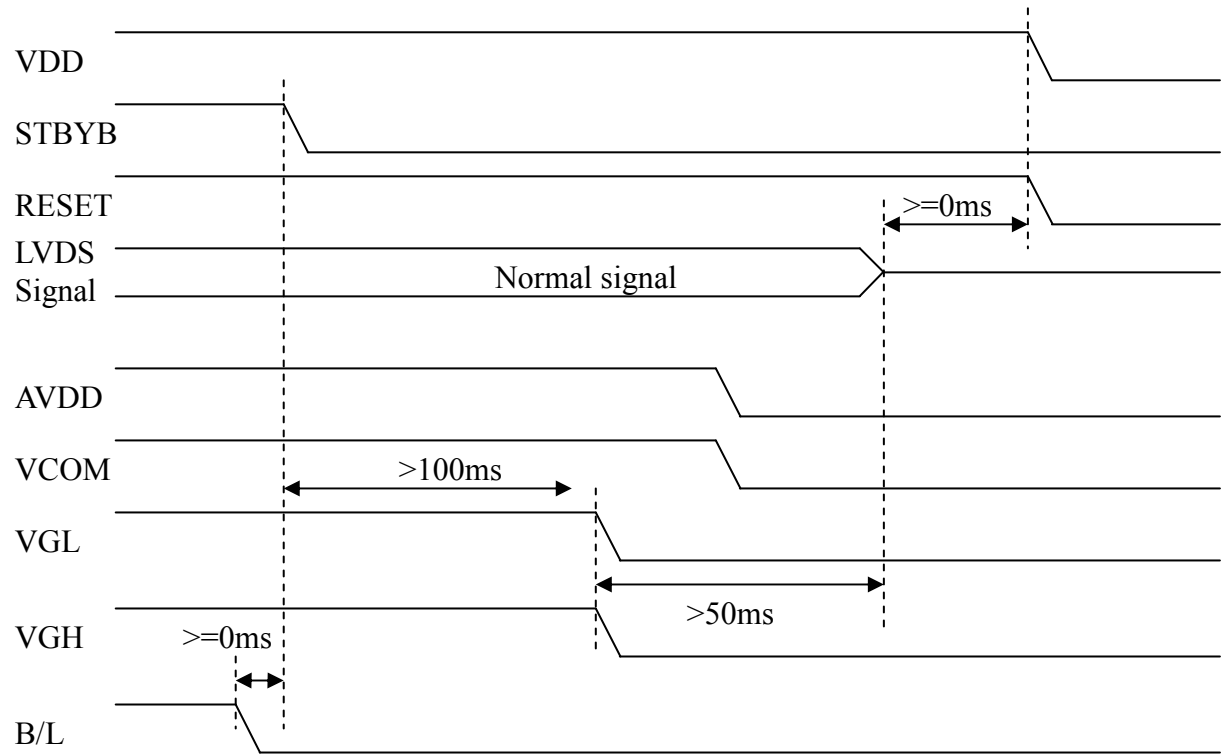 VDD
STBYB
RESET
>=0ms
LVDS
Signal
Normal signal
AVDD
VCOM
>100ms
VGL
>50ms
VGH
>=0ms
B/L